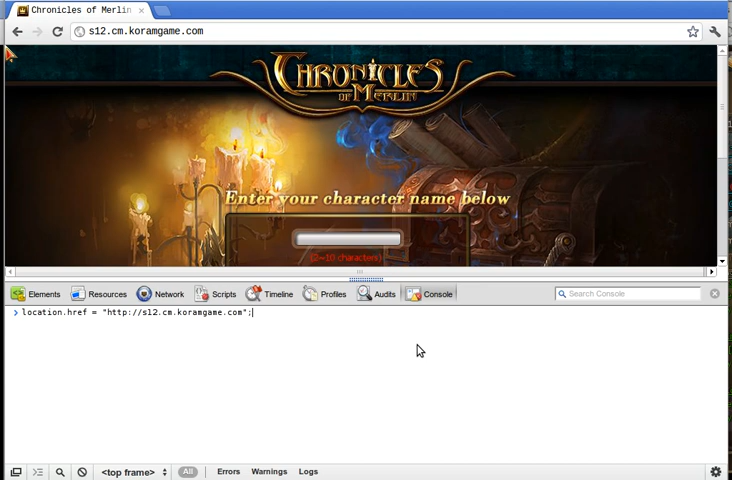 Chronicles of Merlin
s12.cm.koramgame.com
CHRONICLES
OF MERLIN
Enter your character name below
(2~10 characters)
Elements Resources Network Scripts Timeline Profiles Audits Console Search Console
> location.href = "http://s12.cm.koramgame.com";
<top frame> All Errors Warnings Logs